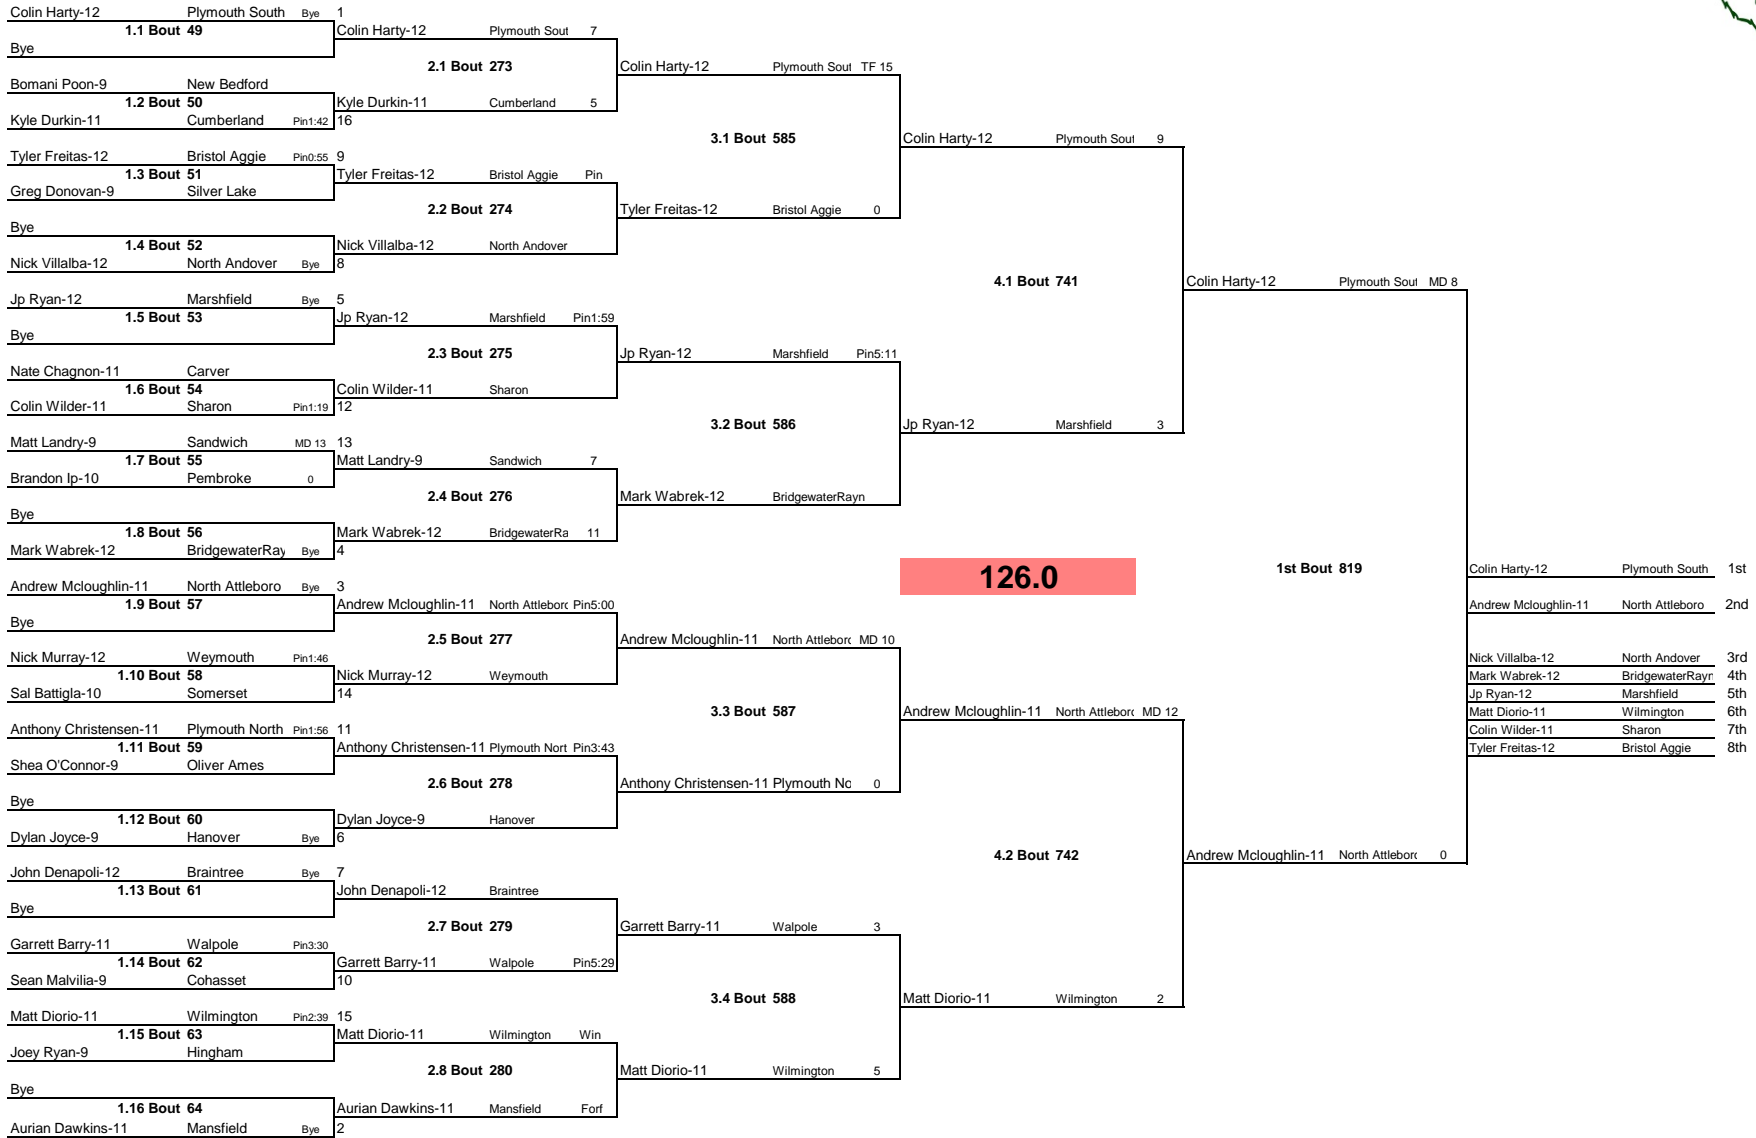 Colin Harty-12 Plymouth South Bye 1
1.1 Bout 49
Bye
Bomani Poon-9 New Bedford
1.2 Bout 50
Kyle Durkin-11 Cumberland Pin1:42 16
Tyler Freitas-12 Bristol Aggie Pin0:55 9
1.3 Bout 51
Greg Donovan-9 Silver Lake
Bye
1.4 Bout 52
Nick Villalba-12 North Andover Bye 8
Jp Ryan-12 Marshfield Bye 5
1.5 Bout 53
Bye
Nate Chagnon-11 Carver
1.6 Bout 54
Colin Wilder-11 Sharon Pin1:19 12
Matt Landry-9 Sandwich MD 13 13
1.7 Bout 55
Brandon Ip-10 Pembroke 0
Bye
1.8 Bout 56
Mark Wabrek-12 BridgewaterRay Bye 4
Andrew Mcloughlin-11 North Attleboro Bye 3
1.9 Bout 57
Bye
Nick Murray-12 Weymouth Pin1:46
1.10 Bout 58
Sal Battigla-10 Somerset 14
Anthony Christensen-11 Plymouth North Pin1:56 11
1.11 Bout 59
Shea O'Connor-9 Oliver Ames
Bye
1.12 Bout 60
Dylan Joyce-9 Hanover Bye 6
John Denapoli-12 Braintree Bye 7
1.13 Bout 61
Bye
Garrett Barry-11 Walpole Pin3:30
1.14 Bout 62
Sean Malvilia-9 Cohasset 10
Matt Diorio-11 Wilmington Pin2:39 15
1.15 Bout 63
Joey Ryan-9 Hingham
Bye
1.16 Bout 64
Aurian Dawkins-11 Mansfield Bye 2
Colin Harty-12 Plymouth Sout 7
2.1 Bout 273
Kyle Durkin-11 Cumberland 5
Tyler Freitas-12 Bristol Aggie Pin
2.2 Bout 274
Nick Villalba-12 North Andover
Jp Ryan-12 Marshfield Pin1:59
2.3 Bout 275
Colin Wilder-11 Sharon
Matt Landry-9 Sandwich 7
2.4 Bout 276
Mark Wabrek-12 BridgewaterRa 11
Andrew Mcloughlin-11 North Attleborc Pin5:00
2.5 Bout 277
Nick Murray-12 Weymouth
Anthony Christensen-11 Plymouth Nort Pin3:43
2.6 Bout 278
Dylan Joyce-9 Hanover
John Denapoli-12 Braintree
2.7 Bout 279
Garrett Barry-11 Walpole Pin5:29
Matt Diorio-11 Wilmington Win
2.8 Bout 280
Aurian Dawkins-11 Mansfield Forf
Colin Harty-12 Plymouth Sout TF 15
3.1 Bout 585
Tyler Freitas-12 Bristol Aggie 0
Jp Ryan-12 Marshfield Pin5:11
3.2 Bout 586
Mark Wabrek-12 BridgewaterRayn
Andrew Mcloughlin-11 North Attleborc MD 10
3.3 Bout 587
Anthony Christensen-11 Plymouth Nc 0
Garrett Barry-11 Walpole 3
3.4 Bout 588
Matt Diorio-11 Wilmington 5
Colin Harty-12 Plymouth Sout 9
4.1 Bout 741
Jp Ryan-12 Marshfield 3
126.0
Andrew Mcloughlin-11 North Attleborc MD 12
4.2 Bout 742
Matt Diorio-11 Wilmington 2
Colin Harty-12 Plymouth Sout MD 8
1st Bout 819
Andrew Mcloughlin-11 North Attleborc 0
Colin Harty-12 Plymouth South 1st
Andrew Mcloughlin-11 North Attleboro 2nd
Nick Villalba-12 North Andover 3rd
Mark Wabrek-12 BridgewaterRayn 4th
Jp Ryan-12 Marshfield 5th
Matt Diorio-11 Wilmington 6th
Colin Wilder-11 Sharon 7th
Tyler Freitas-12 Bristol Aggie 8th